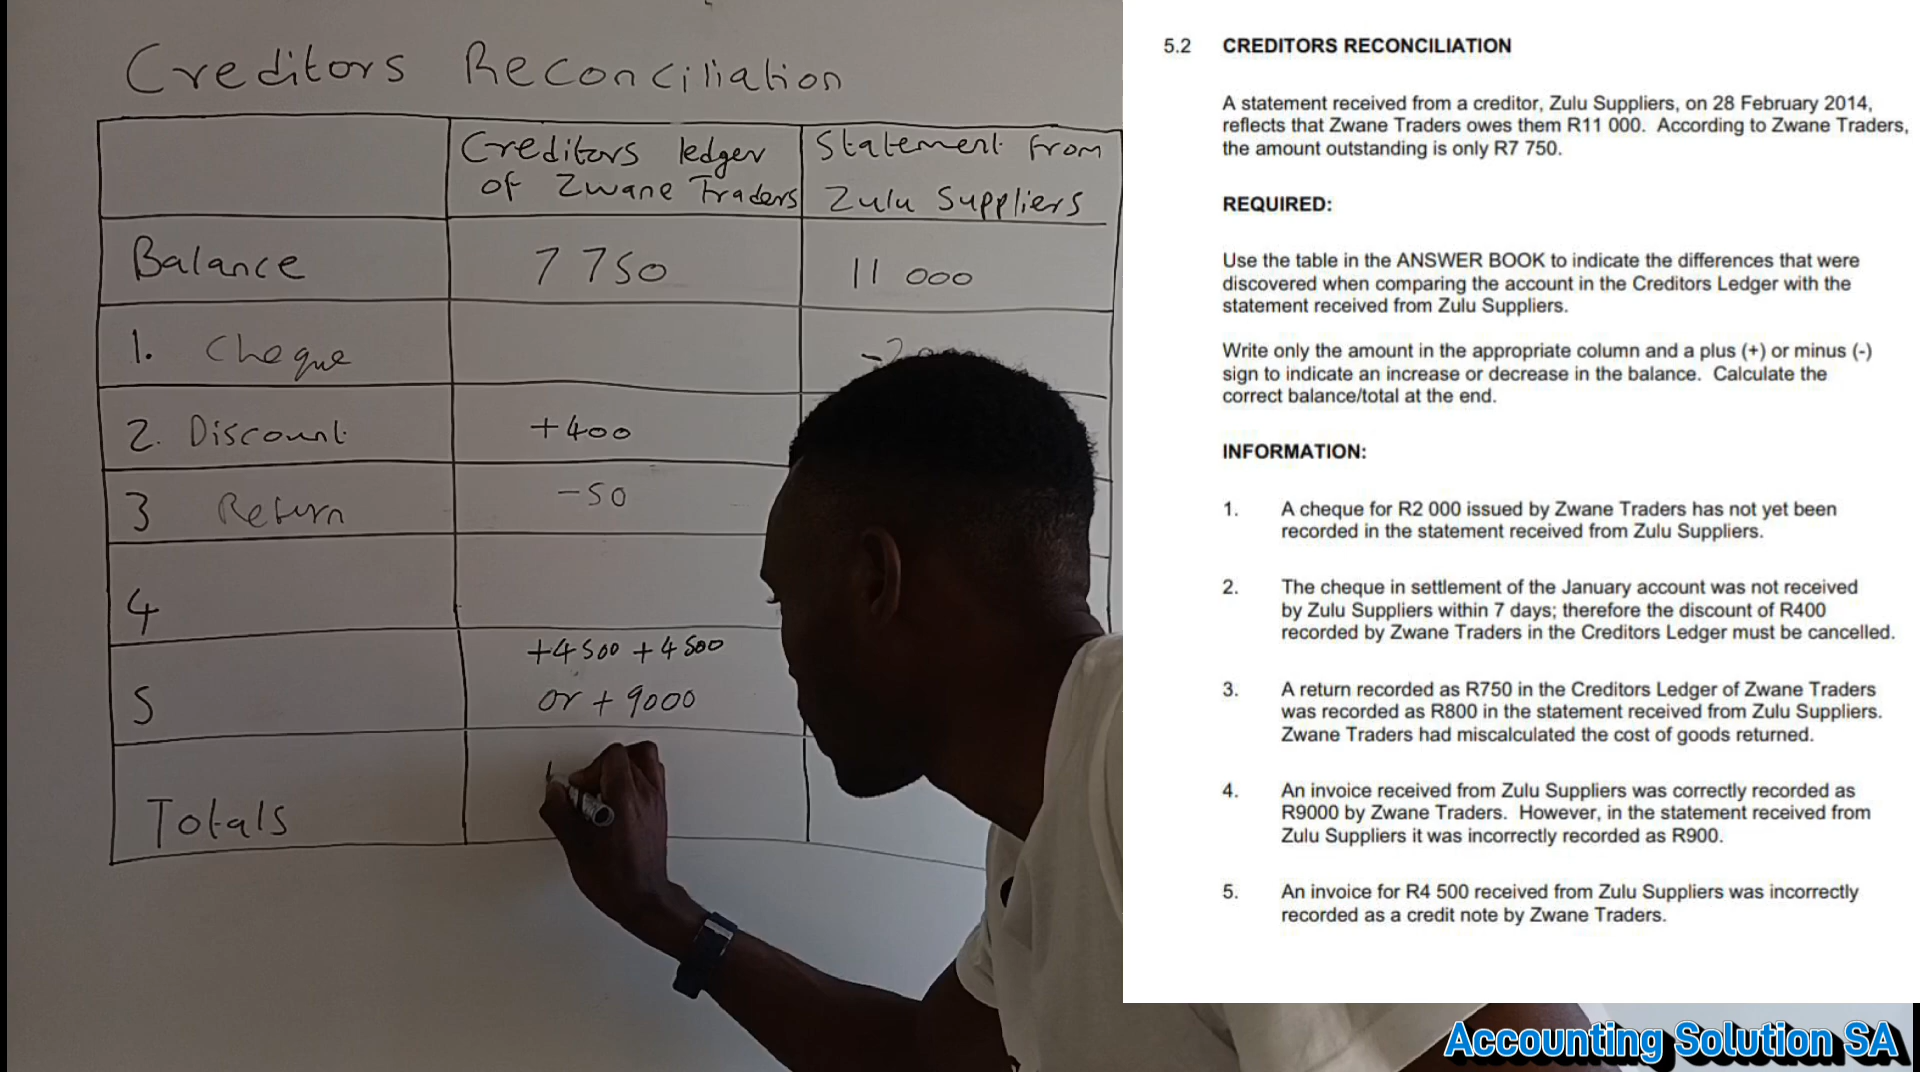 Creditors Reconciliation
Creditors ledger of Zwane Traders
Statement from Zulu Suppliers
Balance 7 750 11 000
1. Cheque
2. Discount +400
3 Return -50
4
5 +4500 +4500
or + 9000
Totals
5.2 CREDITORS RECONCILIATION
A statement received from a creditor, Zulu Suppliers, on 28 February 2014,
reflects that Zwane Traders owes them R11 000. According to Zwane Traders,
the amount outstanding is only R7 750.
REQUIRED:
Use the table in the ANSWER BOOK to indicate the differences that were
discovered when comparing the account in the Creditors Ledger with the
statement received from Zulu Suppliers.
Write only the amount in the appropriate column and a plus (+) or minus (-)
sign to indicate an increase or decrease in the balance. Calculate the
correct balance/total at the end.
INFORMATION:
1. A cheque for R2 000 issued by Zwane Traders has not yet been
recorded in the statement received from Zulu Suppliers.
2. The cheque in settlement of the January account was not received
by Zulu Suppliers within 7 days; therefore the discount of R400
recorded by Zwane Traders in the Creditors Ledger must be cancelled.
3. A return recorded as R750 in the Creditors Ledger of Zwane Traders
was recorded as R800 in the statement received from Zulu Suppliers.
Zwane Traders had miscalculated the cost of goods returned.
4. An invoice received from Zulu Suppliers was correctly recorded as
R9000 by Zwane Traders. However, in the statement received from
Zulu Suppliers it was incorrectly recorded as R900.
5. An invoice for R4 500 received from Zulu Suppliers was incorrectly
recorded as a credit note by Zwane Traders.
Accounting Solution SA